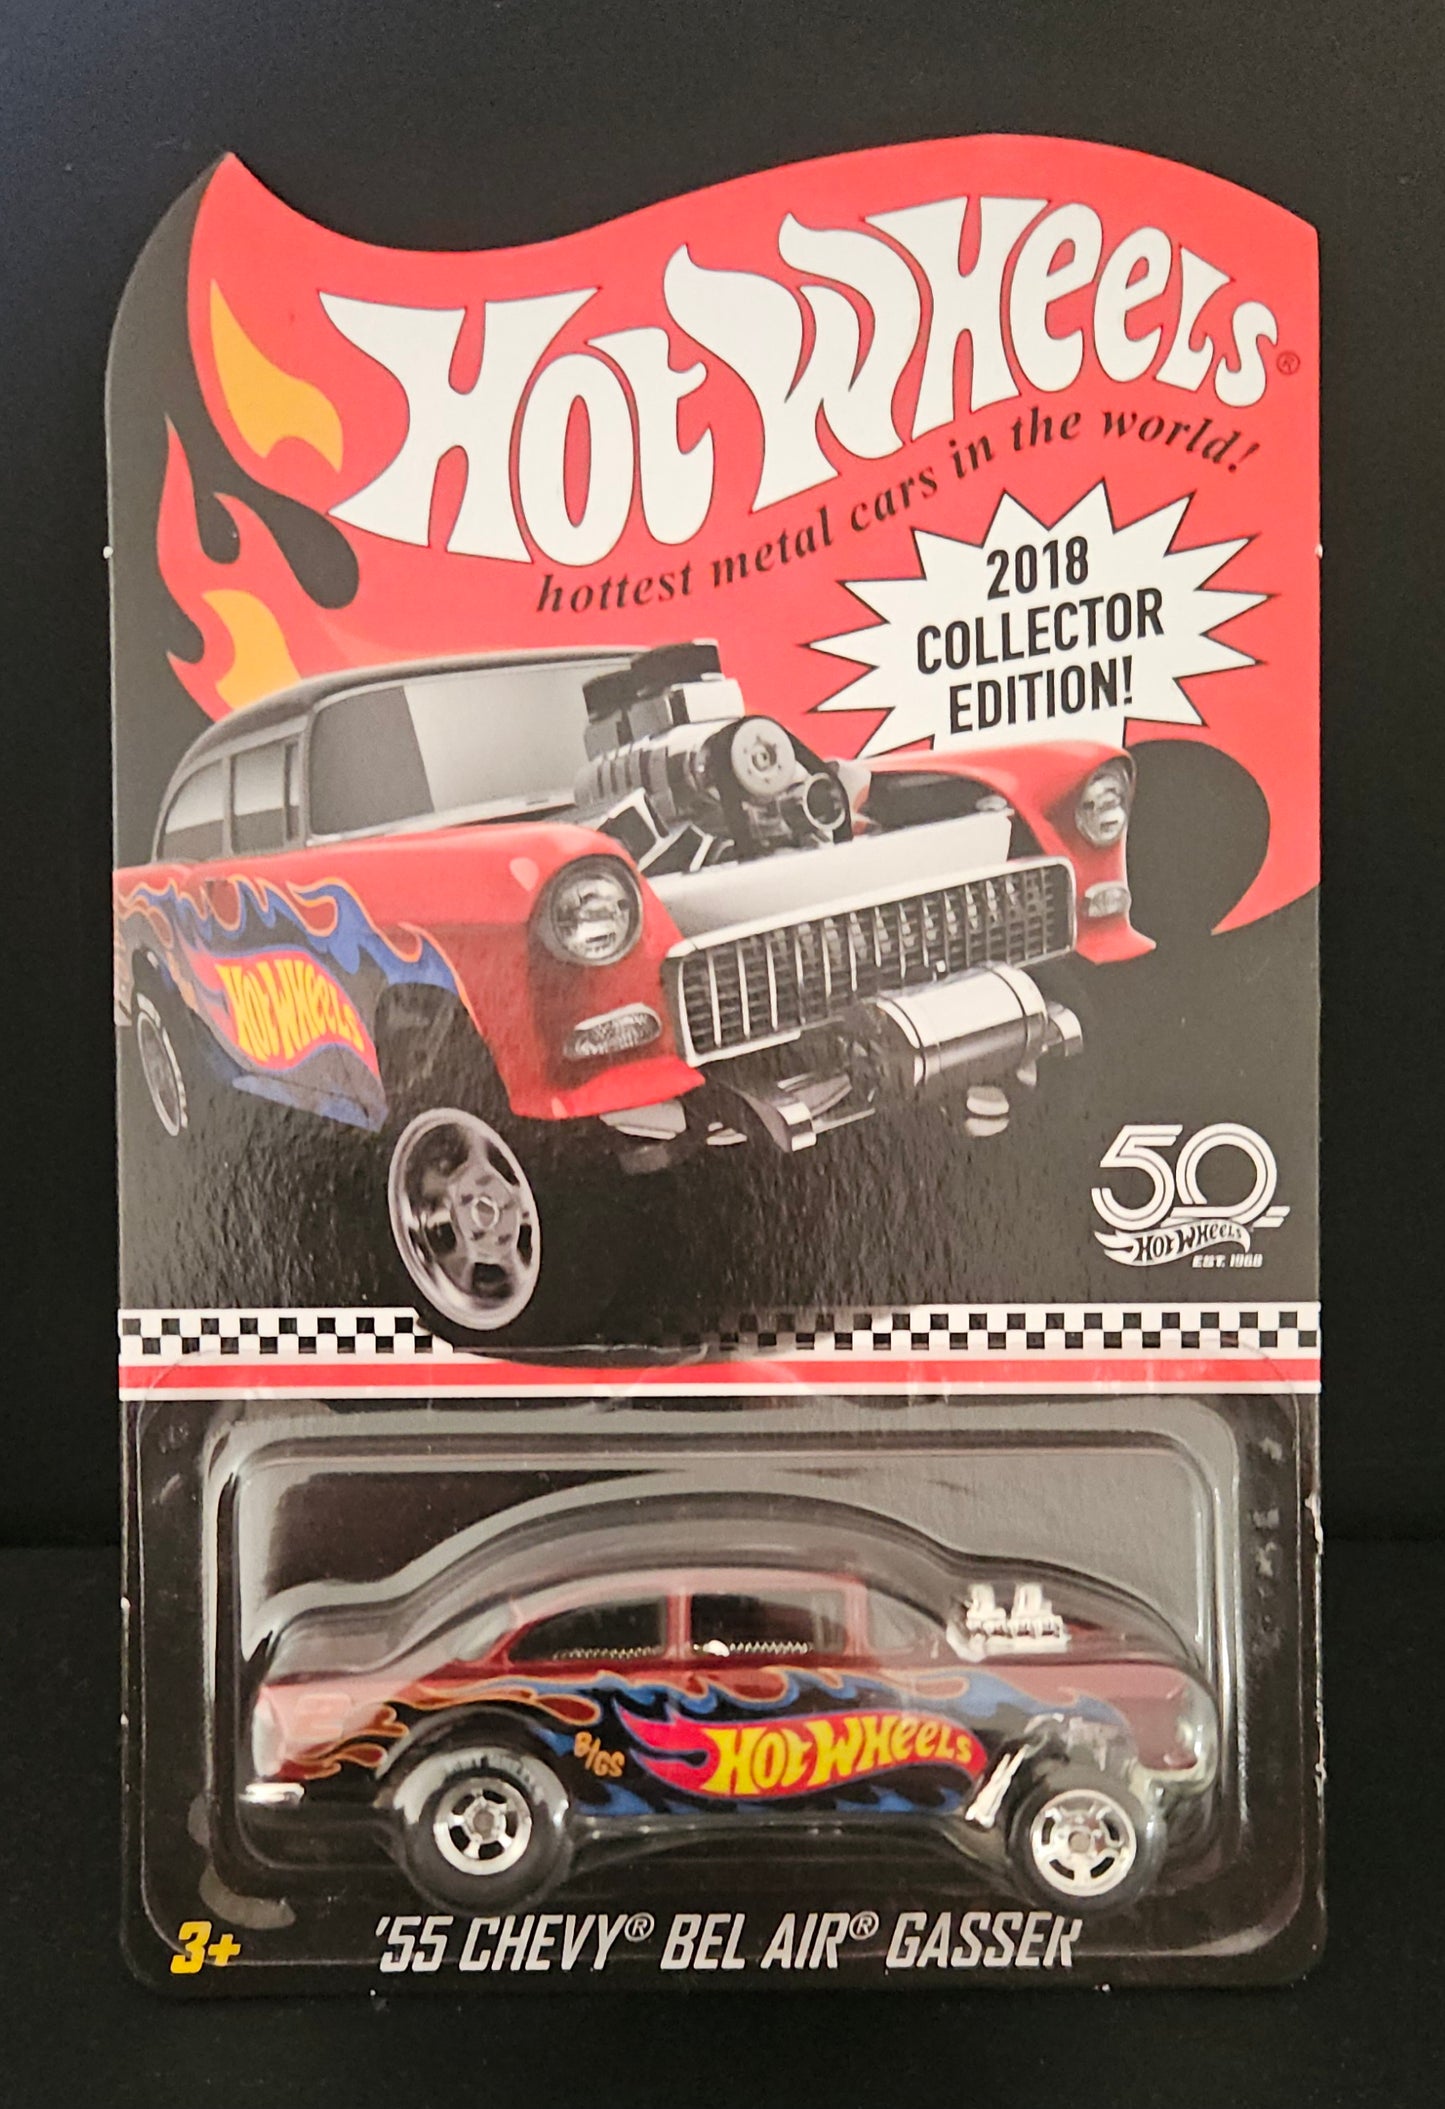 HOT WHEELS®
hottest metal cars in the world!
2018
COLLECTOR
EDITION!
HOT WHEELS
50
HOT WHEELS
EST. 1968
B/GS
HOT WHEELS
3+
'55 CHEVY® BEL AIR® GASSER